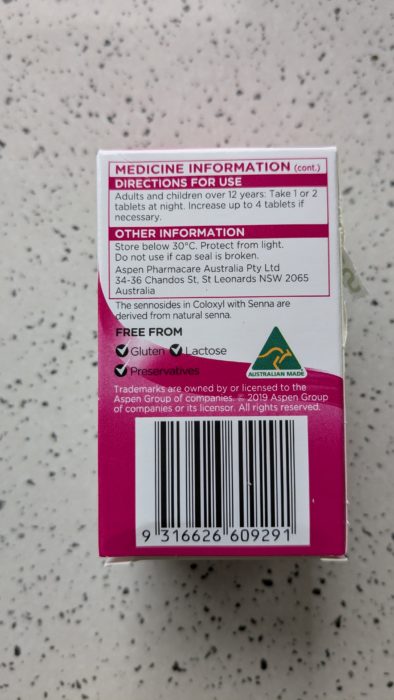 MEDICINE INFORMATION (cont.)
DIRECTIONS FOR USE
Adults and children over 12 years: Take 1 or 2
tablets at night. Increase up to 4 tablets if
necessary.
OTHER INFORMATION
Store below 30°C. Protect from light.
Do not use if cap seal is broken.
Aspen Pharmacare Australia Pty Ltd
34-36 Chandos St, St Leonards NSW 2065
Australia
The sennosides in Coloxyl with Senna are
derived from natural senna.
FREE FROM
Gluten Lactose
Preservatives
AUSTRALIAN MADE
Trademarks are owned by or licensed to the
Aspen Group of companies. © 2019 Aspen Group
of companies or its licensor. All rights reserved.
9 316626 609291